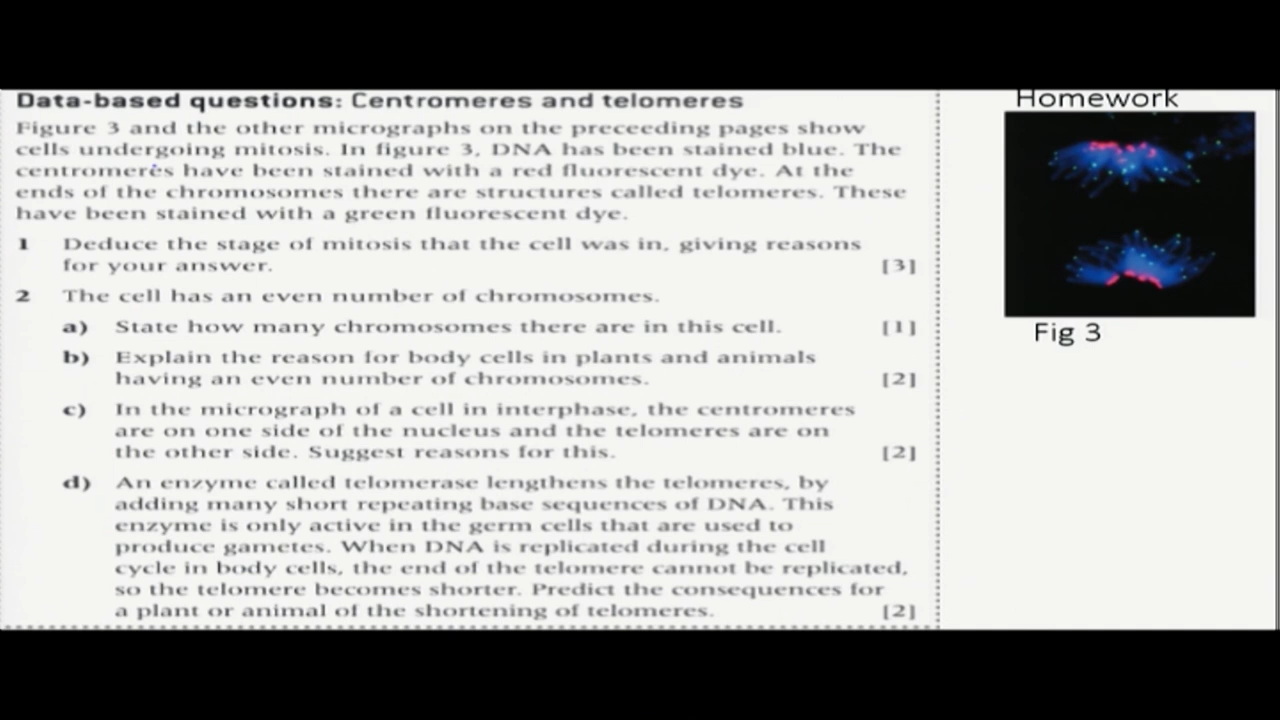 Homework
Data-based questions: Centromeres and telomeres
Figure 3 and the other micrographs on the preceeding pages show
cells undergoing mitosis. In figure 3, DNA has been stained blue. The
centromeres have been stained with a red fluorescent dye. At the
ends of the chromosomes there are structures called telomeres. These
have been stained with a green fluorescent dye.
1 Deduce the stage of mitosis that the cell was in, giving reasons
for your answer. [3]
2 The cell has an even number of chromosomes.
a) State how many chromosomes there are in this cell. [1]
b) Explain the reason for body cells in plants and animals
having an even number of chromosomes. [2]
c) In the micrograph of a cell in interphase, the centromeres
are on one side of the nucleus and the telomeres are on
the other side. Suggest reasons for this. [2]
d) An enzyme called telomerase lengthens the telomeres, by
adding many short repeating base sequences of DNA. This
enzyme is only active in the germ cells that are used to
produce gametes. When DNA is replicated during the cell
cycle in body cells, the end of the telomere cannot be replicated,
so the telomere becomes shorter. Predict the consequences for
a plant or animal of the shortening of telomeres. [2]
Fig 3